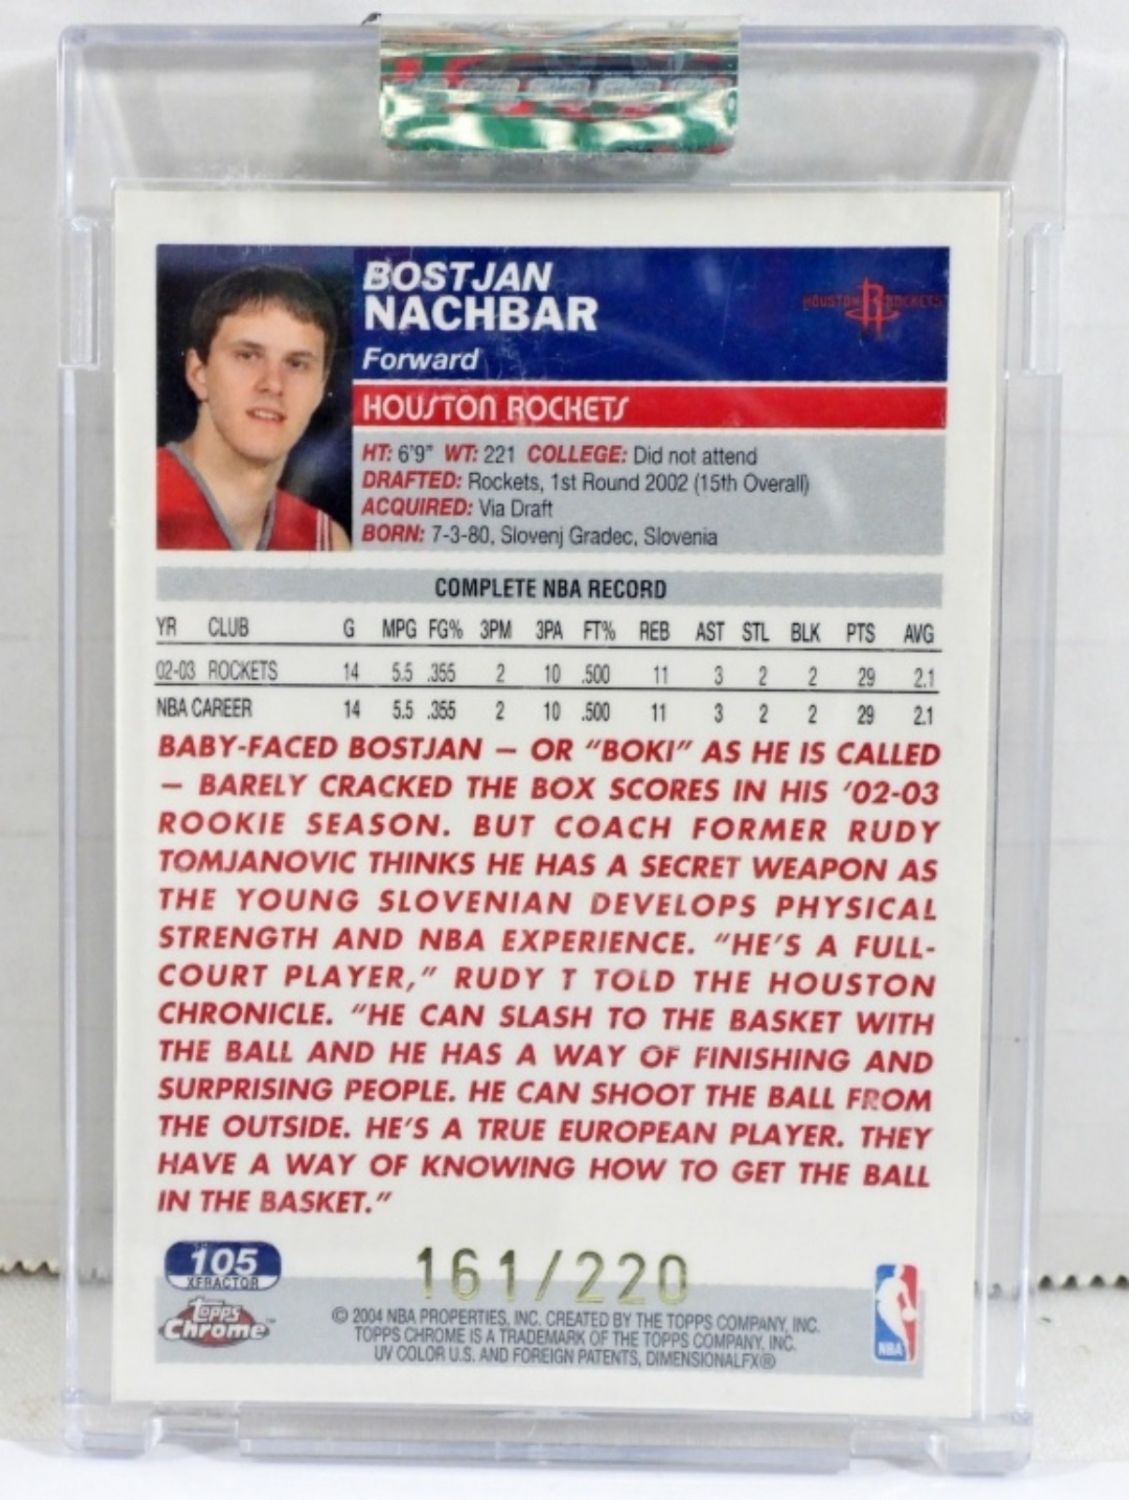 BOSTJAN
NACHBAR
Forward
HOUSTON ROCKETS
HOUSTON ROCKETS
HT: 6'9" WT: 221 COLLEGE: Did not attend
DRAFTED: Rockets, 1st Round 2002 (15th Overall)
ACQUIRED: Via Draft
BORN: 7-3-80, Slovenj Gradec, Slovenia
COMPLETE NBA RECORD
YR CLUB G MPG FG% 3PM 3PA FT% REB AST STL BLK PTS AVG
02-03 ROCKETS 14 5.5 .355 2 10 .500 11 3 2 2 29 2.1
NBA CAREER 14 5.5 .355 2 10 .500 11 3 2 2 29 2.1
BABY-FACED BOSTJAN – OR "BOKI" AS HE IS CALLED
– BARELY CRACKED THE BOX SCORES IN HIS '02-03
ROOKIE SEASON. BUT COACH FORMER RUDY
TOMJANOVIC THINKS HE HAS A SECRET WEAPON AS
THE YOUNG SLOVENIAN DEVELOPS PHYSICAL
STRENGTH AND NBA EXPERIENCE. "HE'S A FULL-
COURT PLAYER," RUDY T TOLD THE HOUSTON
CHRONICLE. "HE CAN SLASH TO THE BASKET WITH
THE BALL AND HE HAS A WAY OF FINISHING AND
SURPRISING PEOPLE. HE CAN SHOOT THE BALL FROM
THE OUTSIDE. HE'S A TRUE EUROPEAN PLAYER. THEY
HAVE A WAY OF KNOWING HOW TO GET THE BALL
IN THE BASKET."
105
XFRACTOR
161/220
Topps
Chrome™
© 2004 NBA PROPERTIES, INC. CREATED BY THE TOPPS COMPANY, INC.
TOPPS CHROME IS A TRADEMARK OF THE TOPPS COMPANY, INC.
UV COLOR U.S. AND FOREIGN PATENTS, DIMENSIONALFX®
NBA